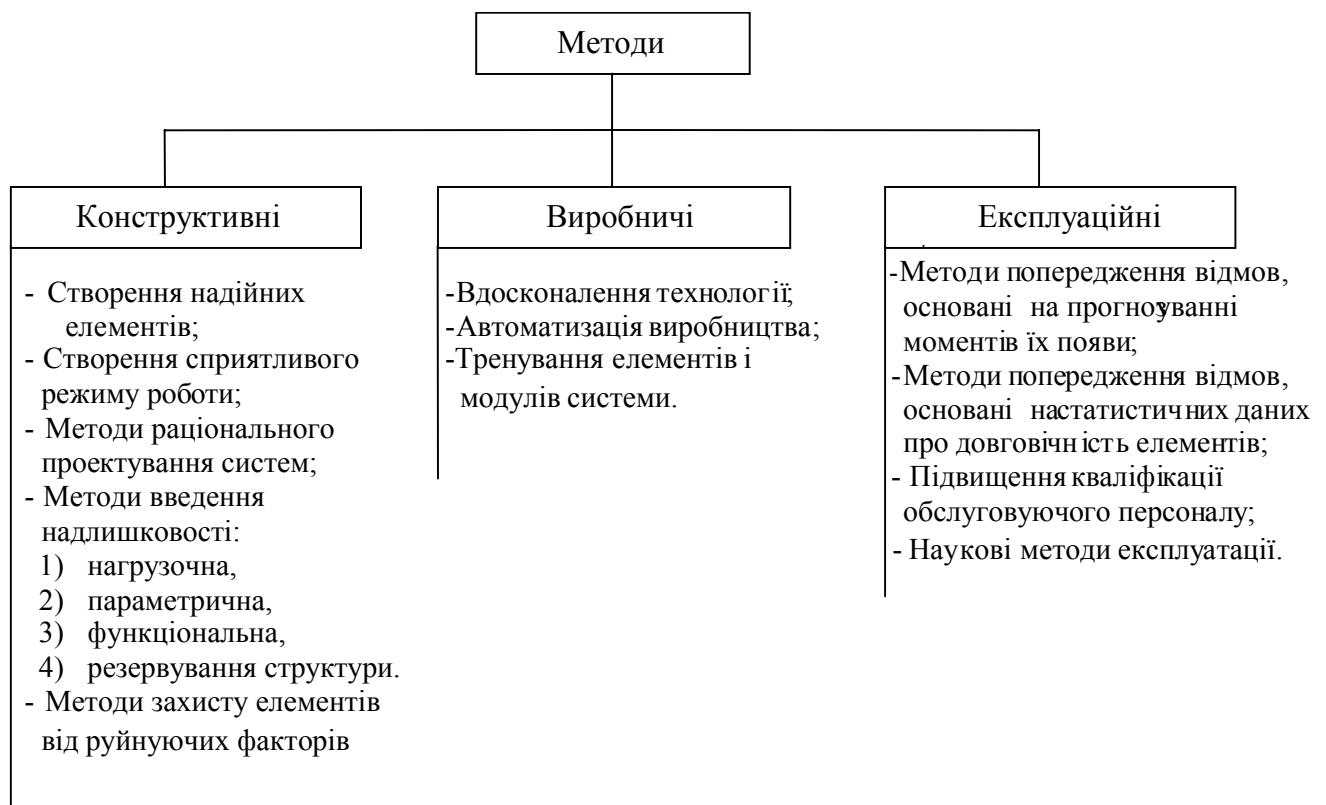 Методи
Конструктивні
- Створення надійних
елементів;
- Створення сприятливого
режиму роботи;
- Методи раціонального
проектування систем;
- Методи введення
надлишковості:
1) нагрузочна,
2) параметрична,
3) функціональна,
4) резервування структури.
- Методи захисту елементів
від руйнуючих факторів
Виробничі
-Вдосконалення технології;
-Автоматизація виробництва;
-Тренування елементів і
модулів системи.
Експлуаційні
-Методи попередження відмов,
основані на прогнозуванні
моментів їх появи;
-Методи попередження відмов,
основані настатистичних даних
про довговічність елементів;
- Підвищення кваліфікації
обслуговуючого персоналу;
- Наукові методи експлуатації.